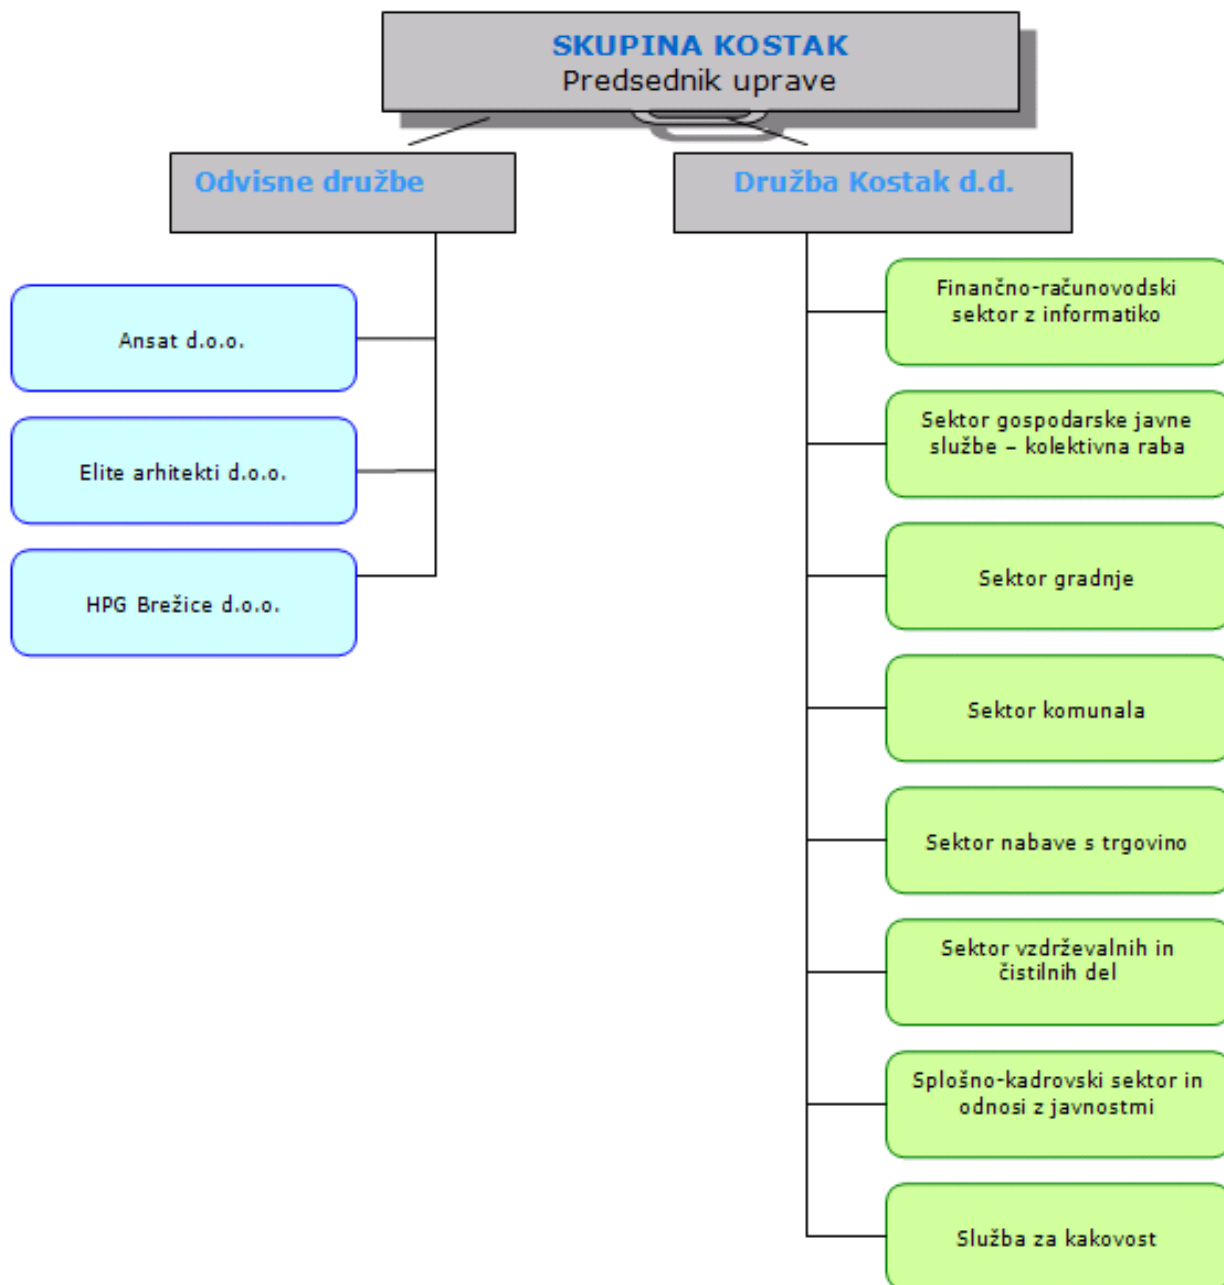 SKUPINA KOSTAK
Predsednik uprave
Odvisne družbe
Ansat d.o.o.
Elite arhitekti d.o.o.
HPG Brežice d.o.o.
Družba Kostak d.d.
Finančno-računovodski
sektor z informatiko
Sektor gospodarske javne
službe – kolektivna raba
Sektor gradnje
Sektor komunala
Sektor nabave s trgovino
Sektor vzdrževalnih in
čistilnih del
Splošno-kadrovski sektor in
odnosi z javnostmi
Služba za kakovost